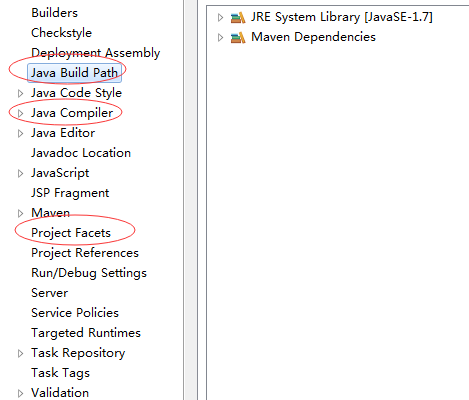 Builders
Checkstyle
Deployment Assembly
Java Build Path
Java Code Style
Java Compiler
Java Editor
Javadoc Location
JavaScript
JSP Fragment
Maven
Project Facets
Project References
Run/Debug Settings
Server
Service Policies
Targeted Runtimes
Task Repository
Task Tags
Validation
JRE System Library [JavaSE-1.7]
Maven Dependencies